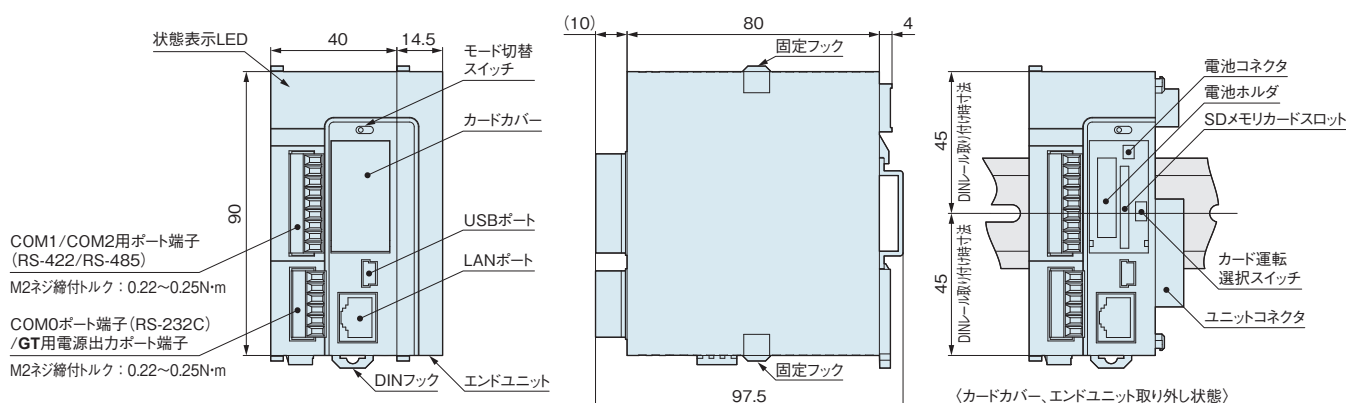 状態表示LED
40
14.5
モード切替
スイッチ
カードカバー
90
USBポート
LANポート
COM1/COM2用ポート端子
(RS-422/RS-485)
M2ネジ締付トルク：0.22～0.25N・m
COM0ポート端子(RS-232C)
/GT用電源出力ポート端子
M2ネジ締付トルク：0.22～0.25N・m
DINフック
エンドユニット
(10)
80
4
固定フック
固定フック
97.5
電池コネクタ
電池ホルダ
SDメモリカードスロット
45
DINレール取り付け時寸法
45
DINレール取り付け時寸法
カード運転
選択スイッチ
ユニットコネクタ
〈カードカバー、エンドユニット取り外し状態〉